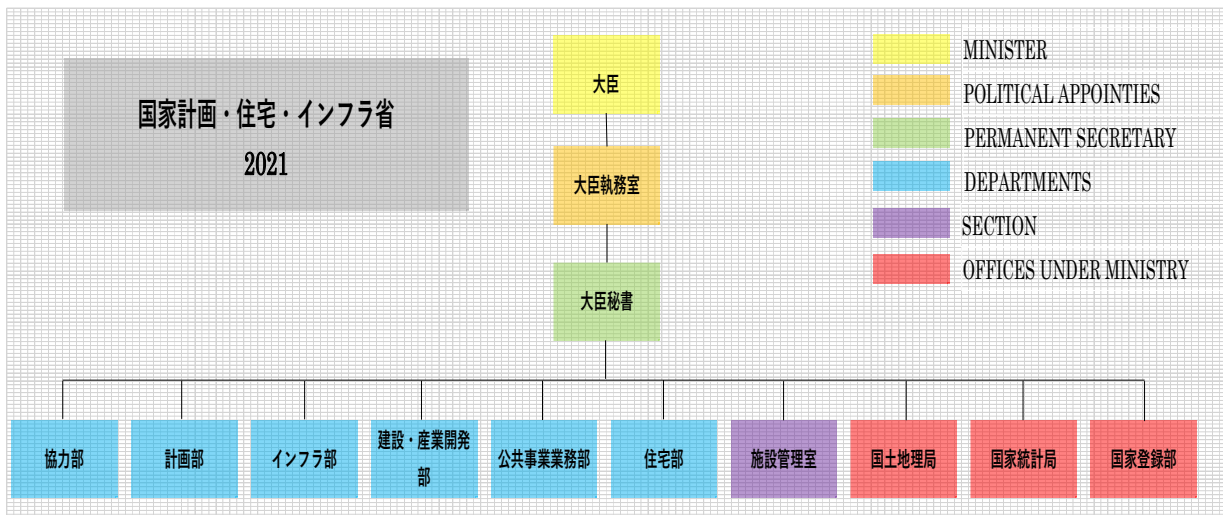 国家計画・住宅・インフラ省
2021
大臣
大臣執務室
大臣秘書
MINISTER
POLITICAL APPOINTIES
PERMANENT SECRETARY
DEPARTMENTS
SECTION
OFFICES UNDER MINISTRY
協力部
計画部
インフラ部
建設・産業開発
部
公共事業業務部
住宅部
施設管理室
国土地理局
国家統計局
国家登録部